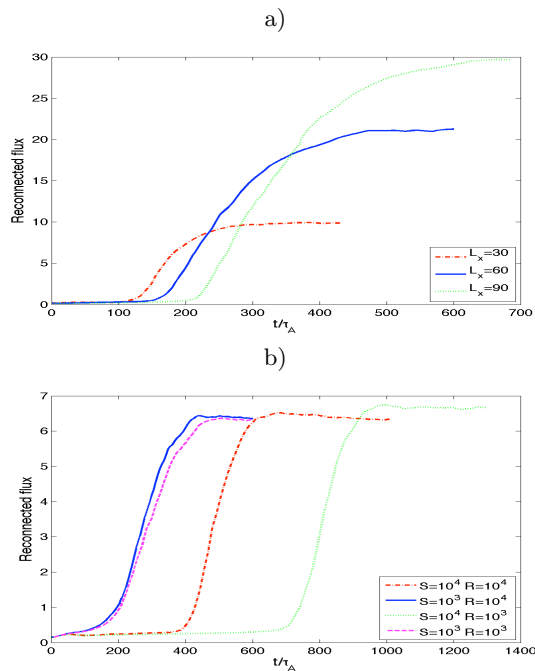 a)
30
25
20
15
10
5
0
Reconnected flux
0 100 200 300 400 500 600 700
t/τ_A
L_x=30
L_x=60
L_x=90
b)
7
6
5
4
3
2
1
0
Reconnected flux
0 200 400 600 800 1000 1200 1400
t/τ_A
S=10^4 R=10^4
S=10^3 R=10^4
S=10^4 R=10^3
S=10^3 R=10^3